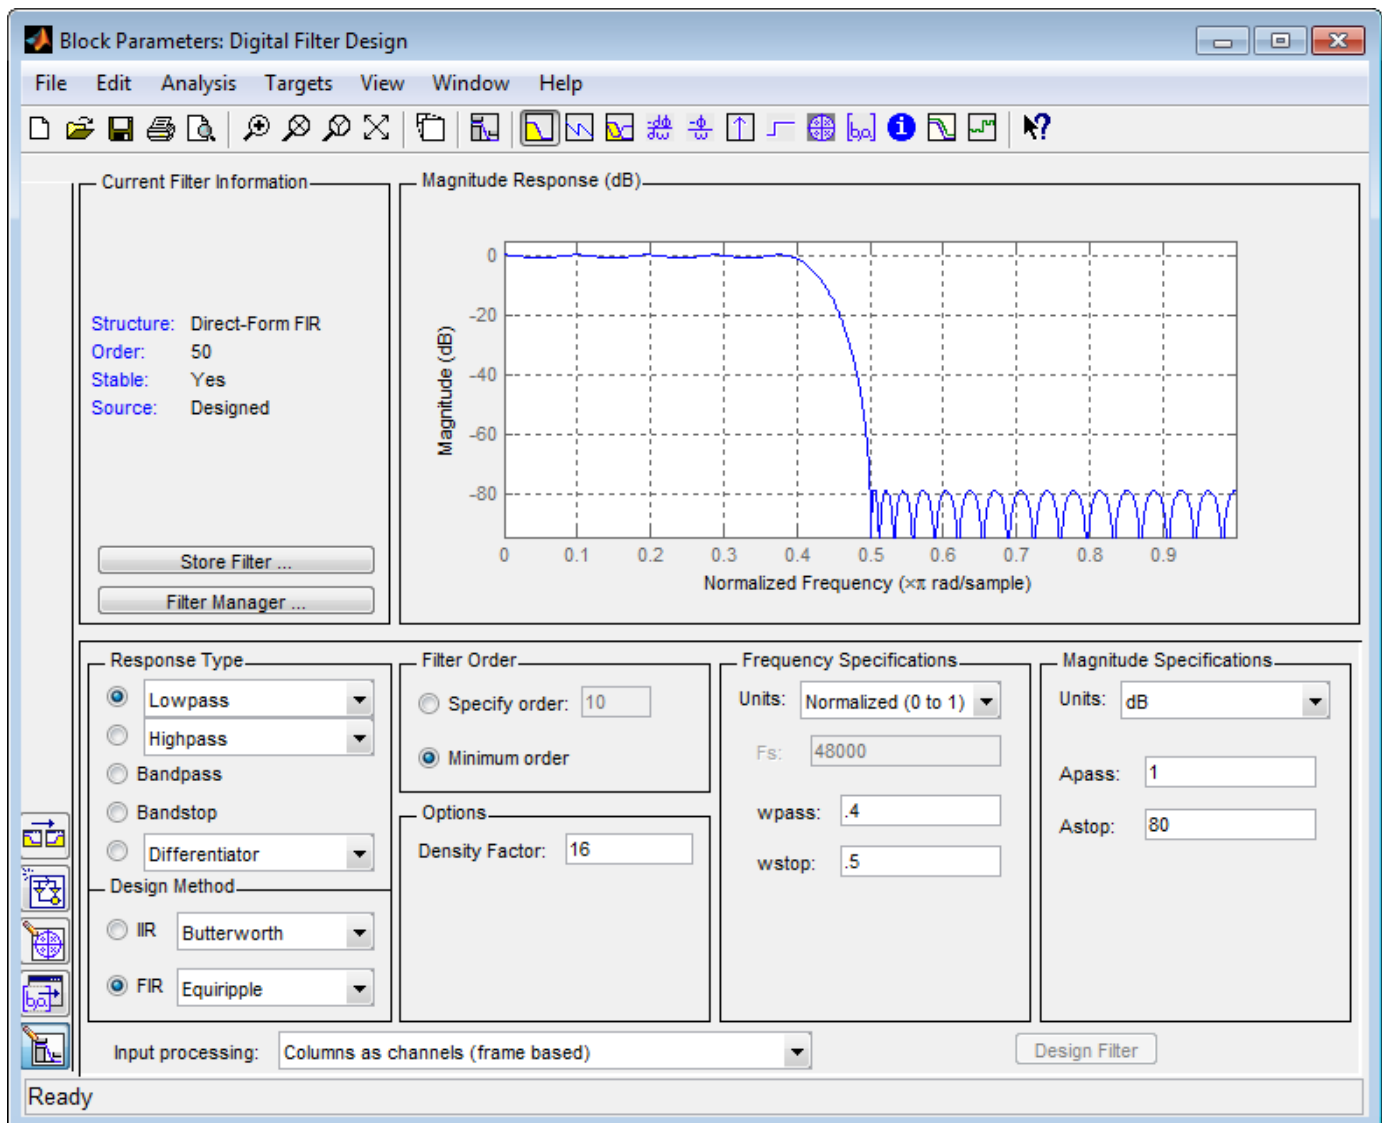 Block Parameters: Digital Filter Design
File Edit Analysis Targets View Window Help
Current Filter Information
Structure: Direct-Form FIR
Order: 50
Stable: Yes
Source: Designed
Store Filter ...
Filter Manager ...
Magnitude Response (dB)
0
-20
-40
-60
-80
Magnitude (dB)
0 0.1 0.2 0.3 0.4 0.5 0.6 0.7 0.8 0.9
Normalized Frequency (×π rad/sample)
Response Type
Lowpass
Highpass
Bandpass
Bandstop
Differentiator
Design Method
IIR Butterworth
FIR Equiripple
Filter Order
Specify order: 10
Minimum order
Options
Density Factor: 16
Frequency Specifications
Units: Normalized (0 to 1)
Fs: 48000
wpass: .4
wstop: .5
Magnitude Specifications
Units: dB
Apass: 1
Astop: 80
Input processing: Columns as channels (frame based)
Design Filter
Ready